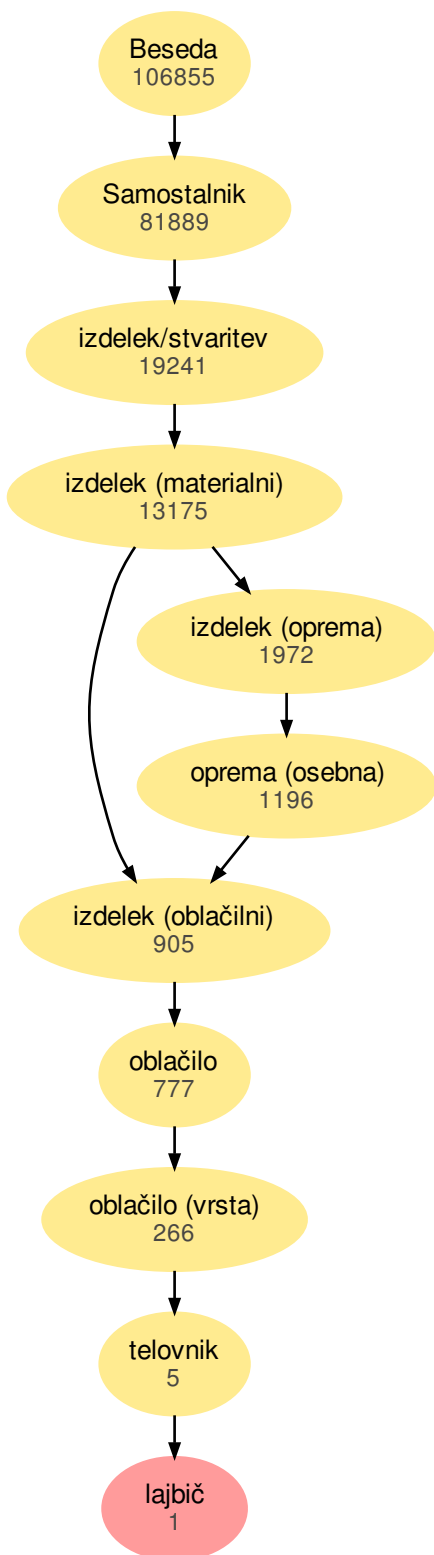 Beseda
106855
Samostalnik
81889
izdelek/stvaritev
19241
izdelek (materialni)
13175
izdelek (oprema)
1972
oprema (osebna)
1196
izdelek (oblačilni)
905
oblačilo
777
oblačilo (vrsta)
266
telovnik
5
lajbič
1